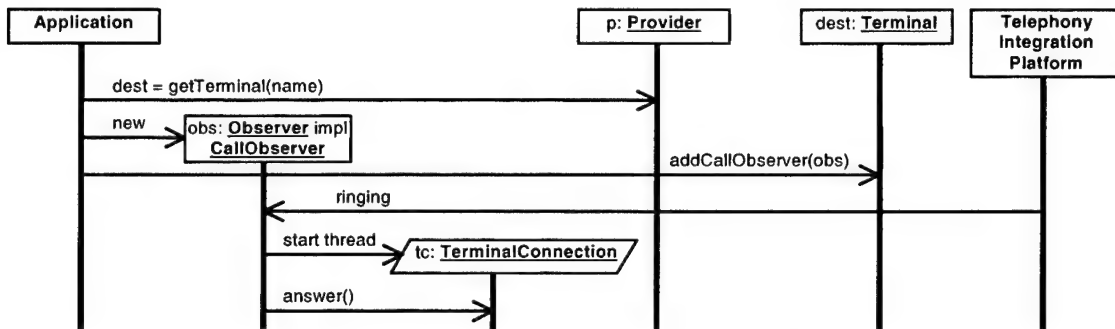 Application
p: Provider
dest: Terminal
Telephony
Integration
Platform
dest = getTerminal(name)
new
obs: Observer impl
CallObserver
addCallObserver(obs)
ringing
start thread
tc: TerminalConnection
answer()